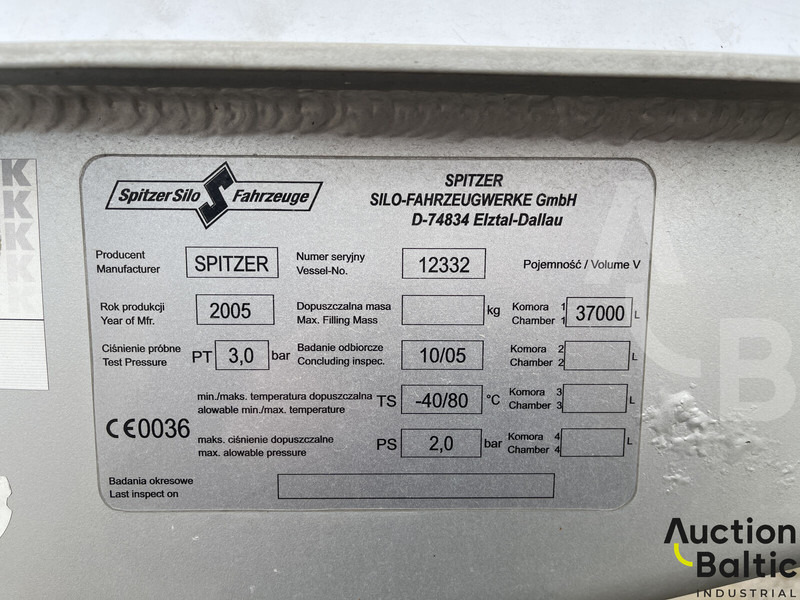 SpitzerSilo S Fahrzeuge
SPITZER
SILO-FAHRZEUGWERKE GmbH
D-74834 Elztal-Dallau
Producent
Manufacturer
SPITZER
Numer seryjny
Vessel-No.
12332
Pojemność / Volume V
Rok produkcji
Year of Mfr.
2005
Dopuszczalna masa
Max. Filling Mass
kg
Komora 1
Chamber 1
37000 L
Ciśnienie próbne
Test Pressure
PT 3,0 bar
Badanie odbiorcze
Concluding inspec.
10/05
Komora 2
Chamber 2
L
min./maks. temperatura dopuszczalna
alowable min./max. temperature
TS -40/80 °C
Komora 3
Chamber 3
L
CE0036
maks. ciśnienie dopuszczalne
max. alowable pressure
PS 2,0 bar
Komora 4
Chamber 4
L
Badania okresowe
Last inspect on
K
K
K
K
K
AB
Auction
Baltic
INDUSTRIAL